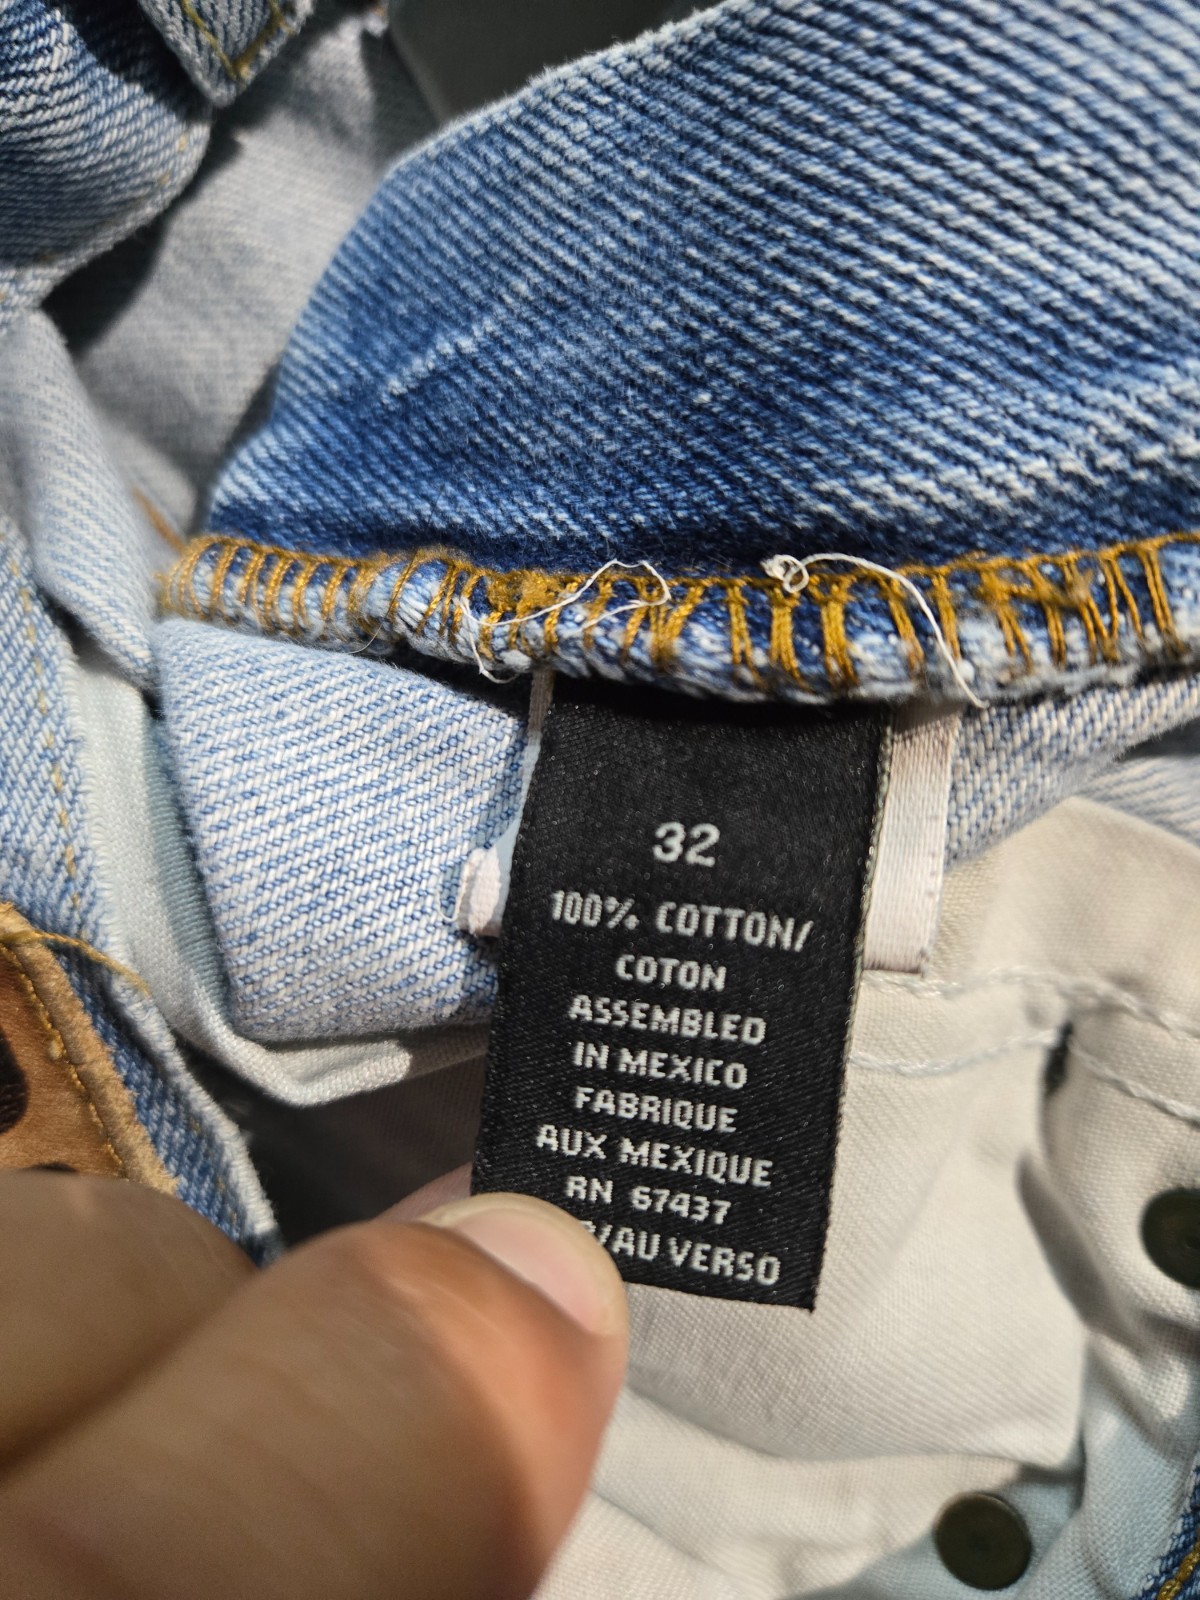 32
100% COTTON/
COTON
ASSEMBLED
IN MEXICO
FABRIQUE
AUX MEXIQUE
RN 67437
/AU VERSO